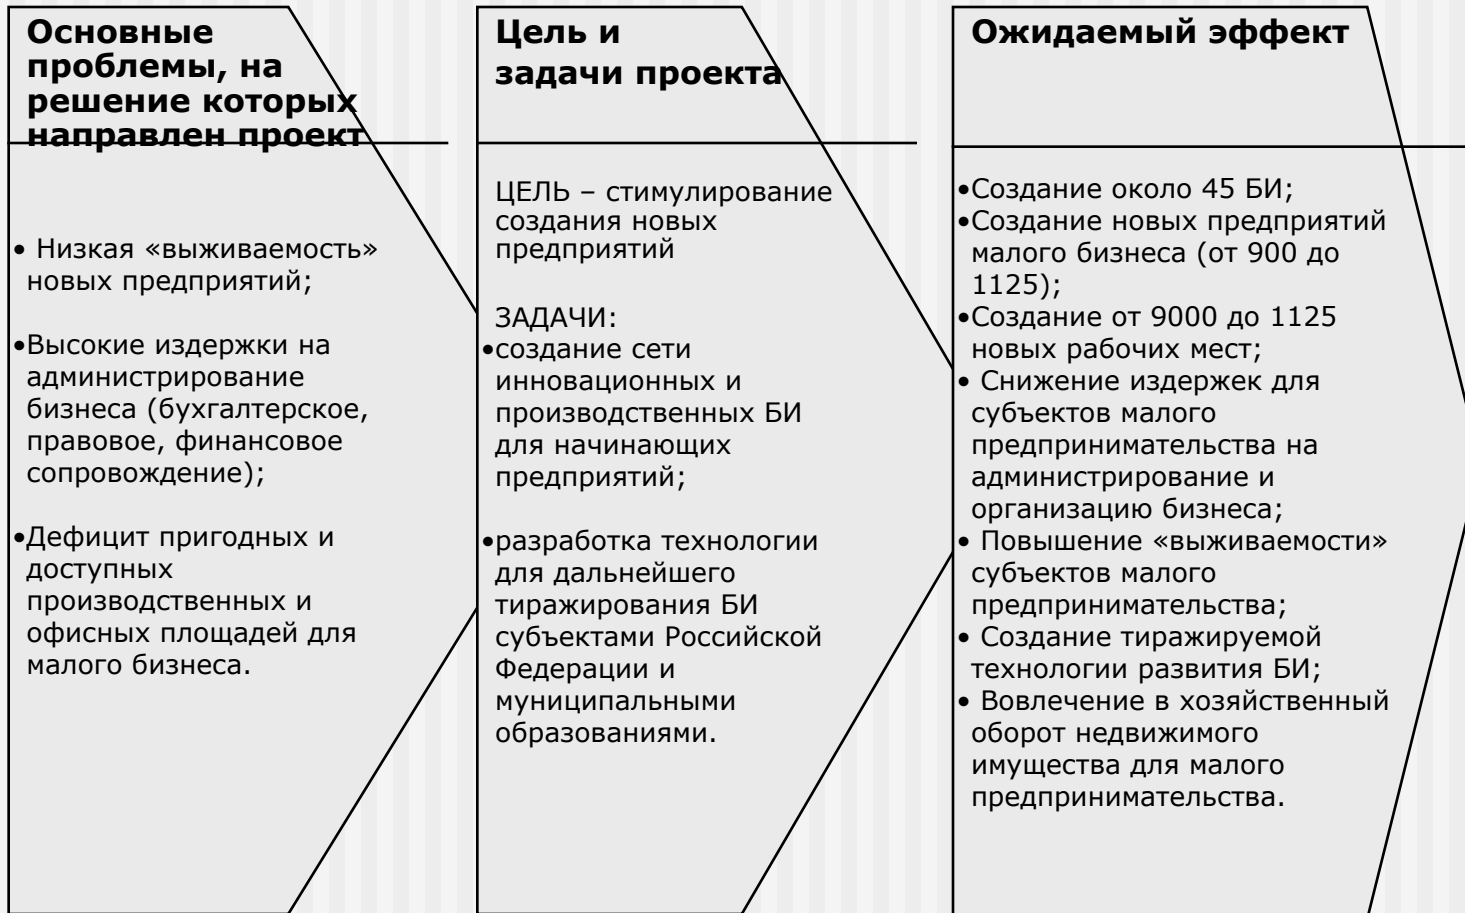 Основные
проблемы, на
решение которых
направлен проект
• Низкая «выживаемость»
новых предприятий;
•Высокие издержки на
администрирование
бизнеса (бухгалтерское,
правовое, финансовое
сопровождение);
•Дефицит пригодных и
доступных
производственных и
офисных площадей для
малого бизнеса.
Цель и
задачи проекта
ЦЕЛЬ – стимулирование
создания новых
предприятий
ЗАДАЧИ:
•создание сети
инновационных и
производственных БИ
для начинающих
предприятий;
•разработка технологии
для дальнейшего
тиражирования БИ
субъектами Российской
Федерации и
муниципальными
образованиями.
Ожидаемый эффект
•Создание около 45 БИ;
•Создание новых предприятий
малого бизнеса (от 900 до
1125);
•Создание от 9000 до 1125
новых рабочих мест;
• Снижение издержек для
субъектов малого
предпринимательства на
администрирование и
организацию бизнеса;
• Повышение «выживаемости»
субъектов малого
предпринимательства;
• Создание тиражируемой
технологии развития БИ;
• Вовлечение в хозяйственный
оборот недвижимого
имущества для малого
предпринимательства.